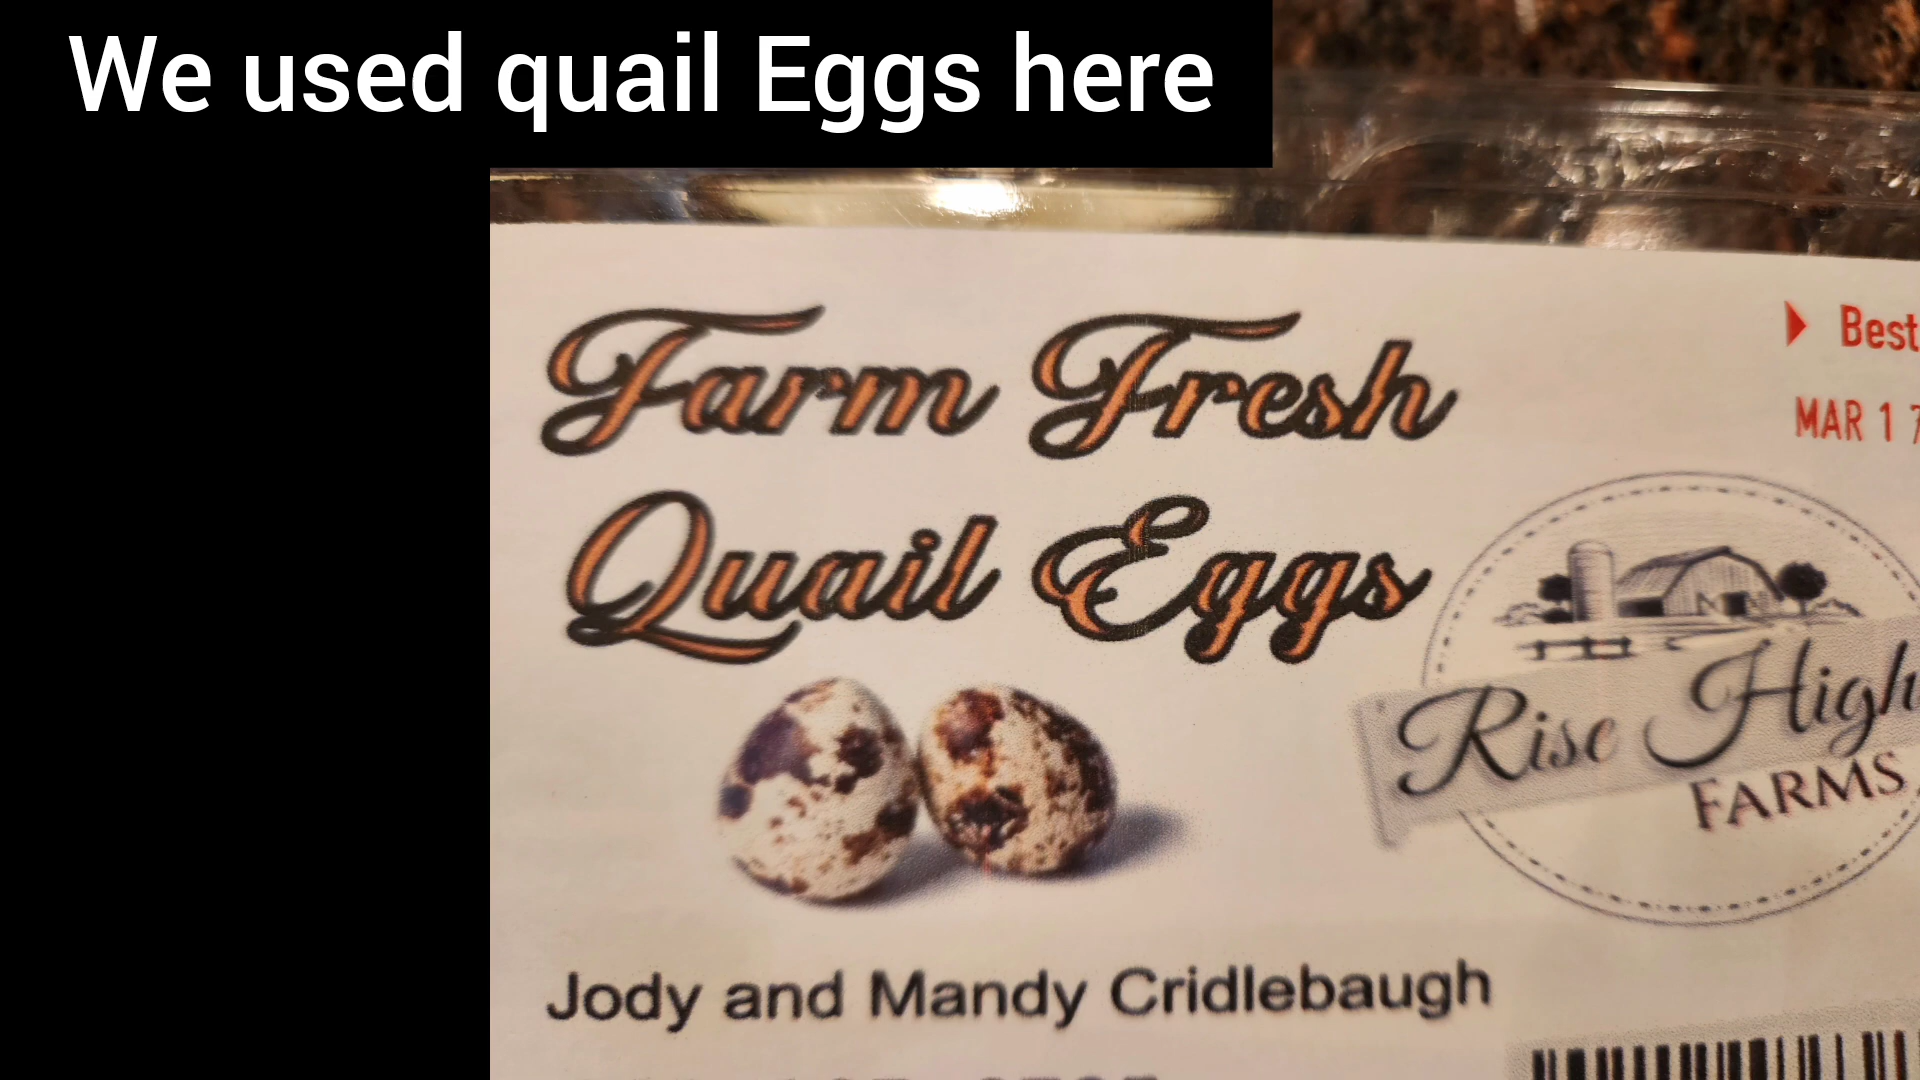 We used quail Eggs here
Farm Fresh
Quail Eggs
Best
MAR 1
Rise High
FARMS
Jody and Mandy Cridlebaugh